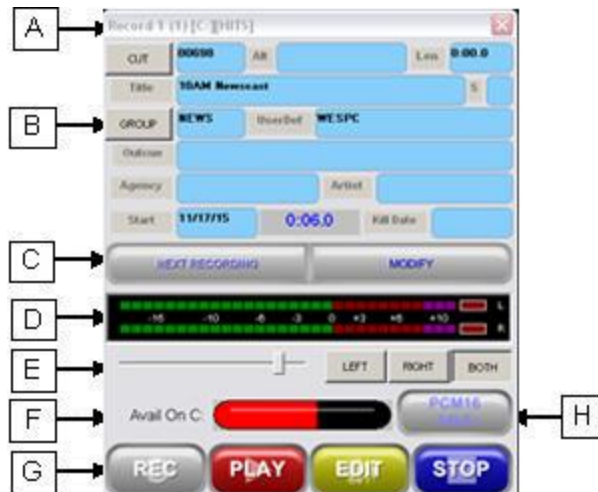 A
Record 1 (1) [C:][HITS]
CUT 00698 Alt Len 0:00.0
Title 10AM Newscast S
B
GROUP NEWS UserDef WESPC
Outcue
Agency Artist
Start 11/17/15 0:06.0 Kill Date
C
NEXT RECORDING MODIFY
D
L
-16 -10 -6 -3 0 +3 +6 +10
R
E
LEFT RIGHT BOTH
F
Avail On C: PCM16
H
G
REC PLAY EDIT STOP